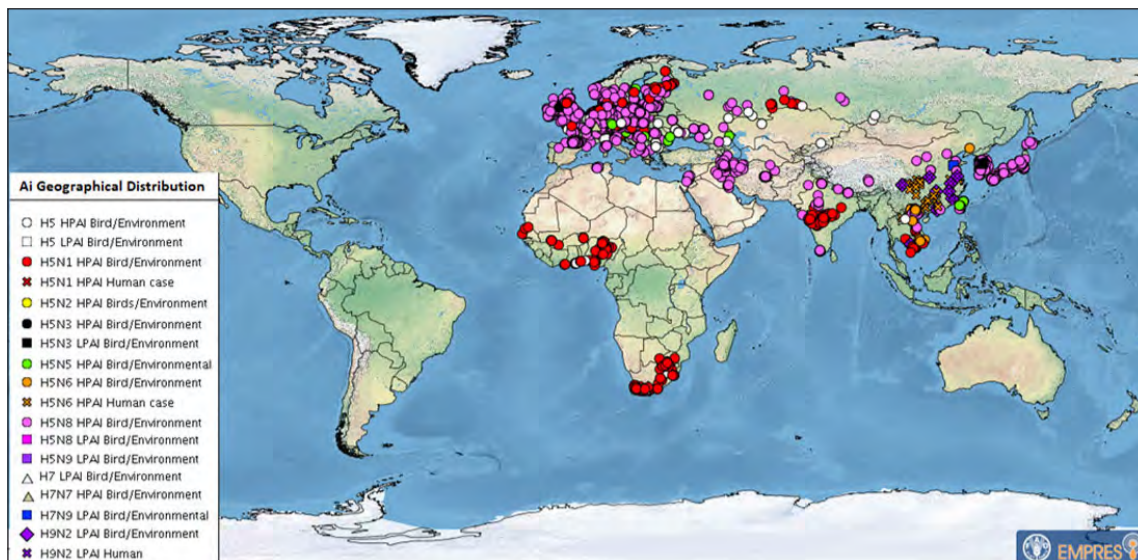 Ai Geographical Distribution
H5 HPAI Bird/Environment
H5 LPAI Bird/Environment
H5N1 HPAI Bird/Environment
H5N1 HPAI Human case
H5N2 HPAI Birds/Environment
H5N3 HPAI Bird/Environment
H5N3 LPAI Bird/Environment
H5N5 HPAI Bird/Environmental
H5N6 HPAI Bird/Environment
H5N6 HPAI Human case
H5N8 HPAI Bird/Environment
H5N8 LPAI Bird/Environment
H5N9 LPAI Bird/Environment
H7 LPAI Bird/Environment
H7N7 HPAI Bird/Environment
H7N9 LPAI Bird/Environmental
H9N2 LPAI Bird/Environment
H9N2 LPAI Human
EMPRES